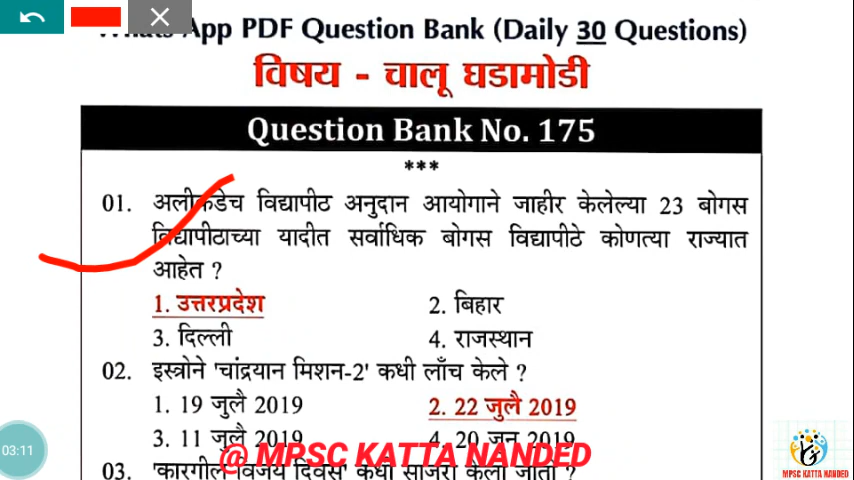 What's App PDF Question Bank (Daily 30 Questions)
विषय - चालू घडामोडी
Question Bank No. 175
***
01. अलीकडेच विद्यापीठ अनुदान आयोगाने जाहीर केलेल्या 23 बोगस
विद्यापीठाच्या यादीत सर्वाधिक बोगस विद्यापीठे कोणत्या राज्यात
आहेत ?
1. उत्तरप्रदेश 2. बिहार
3. दिल्ली 4. राजस्थान
02. इस्त्रोने 'चांद्रयान मिशन-2' कधी लाँच केले ?
1. 19 जुलै 2019 2. 22 जुलै 2019
3. 11 जुलै 2019 4. 20 जून 2019
@ MPSC KATTA NANDED
03. 'कारगील विजय दिवस' कधी साजरा केला जातो ?
03:11
MPSC KATTA NANDED